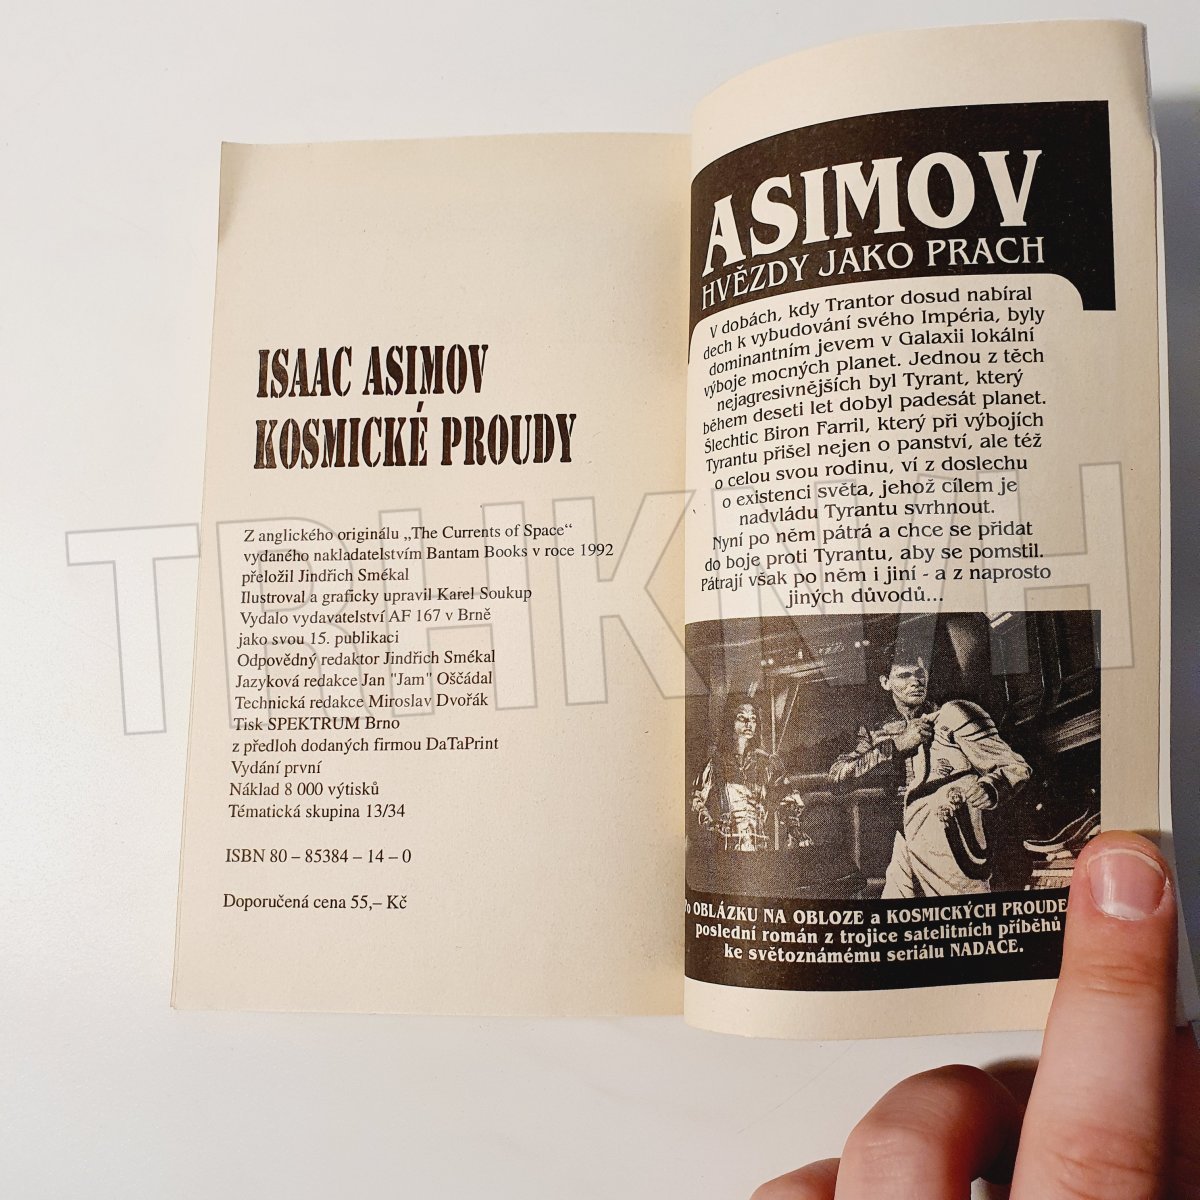 ISAAC ASIMOV
KOSMICKÉ PROUDY
Z anglického originálu „The Currents of Space“
vydaného nakladatelstvím Bantam Books v roce 1992
přeložil Jindřich Smékal
Ilustroval a graficky upravil Karel Soukup
Vydalo vydavatelství AF 167 v Brně
jako svou 15. publikaci
Odpovědný redaktor Jindřich Smékal
Jazyková redakce Jan "Jam" Oščádal
Technická redakce Miroslav Dvořák
Tisk SPEKTRUM Brno
z předloh dodaných firmou DaTaPrint
Vydání první
Náklad 8 000 výtisků
Tématická skupina 13/34
ISBN 80 – 85384 – 14 – 0
Doporučená cena 55,– Kč
ASIMOV
HVĚZDY JAKO PRACH
V dobách, kdy Trantor dosud nabíral
dech k vybudování svého Impéria, byly
dominantním jevem v Galaxii lokální
výboje mocných planet. Jednou z těch
nejagresivnějších byl Tyrant, který
během deseti let dobyl padesát planet.
Šlechtic Biron Farril, který při výbojích
Tyrantu přišel nejen o panství, ale též
o celou svou rodinu, ví z doslechu
o existenci světa, jehož cílem je
nadvládu Tyrantu svrhnout.
Nyní po něm pátrá a chce se přidat
do boje proti Tyrantu, aby se pomstil.
Pátrají však po něm i jiní - a z naprosto
jiných důvodů...
OBLÁZKU NA OBLOZE a KOSMICKÝCH
poslední román z trojice satelitních příběhů
ke světoznámému seriálu NADACE.
TRHKNIH